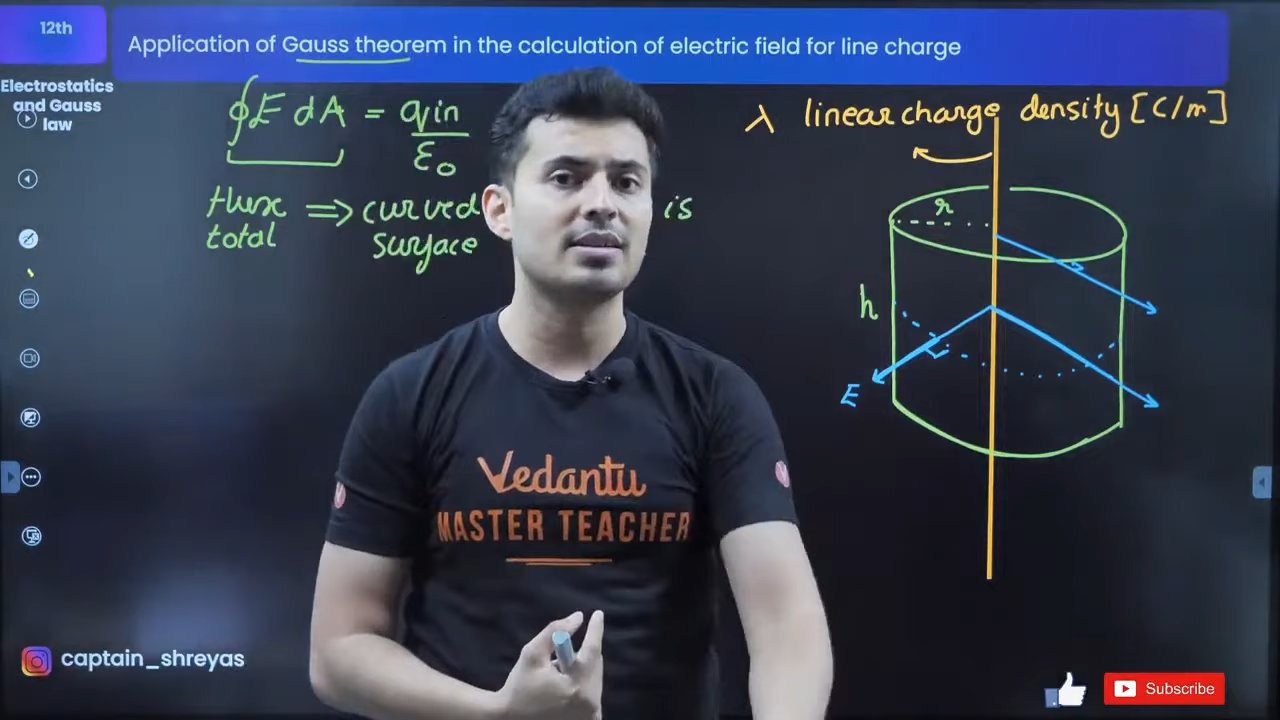 12th
Application of Gauss theorem in the calculation of electric field for line charge
Electrostatics
and Gauss
law
∮E dA = qin/ε0
flux ⇒ curved is
total surface
λ linear charge density [C/m]
r
h
E
Vedantu
MASTER TEACHER
captain_shreyas
Subscribe